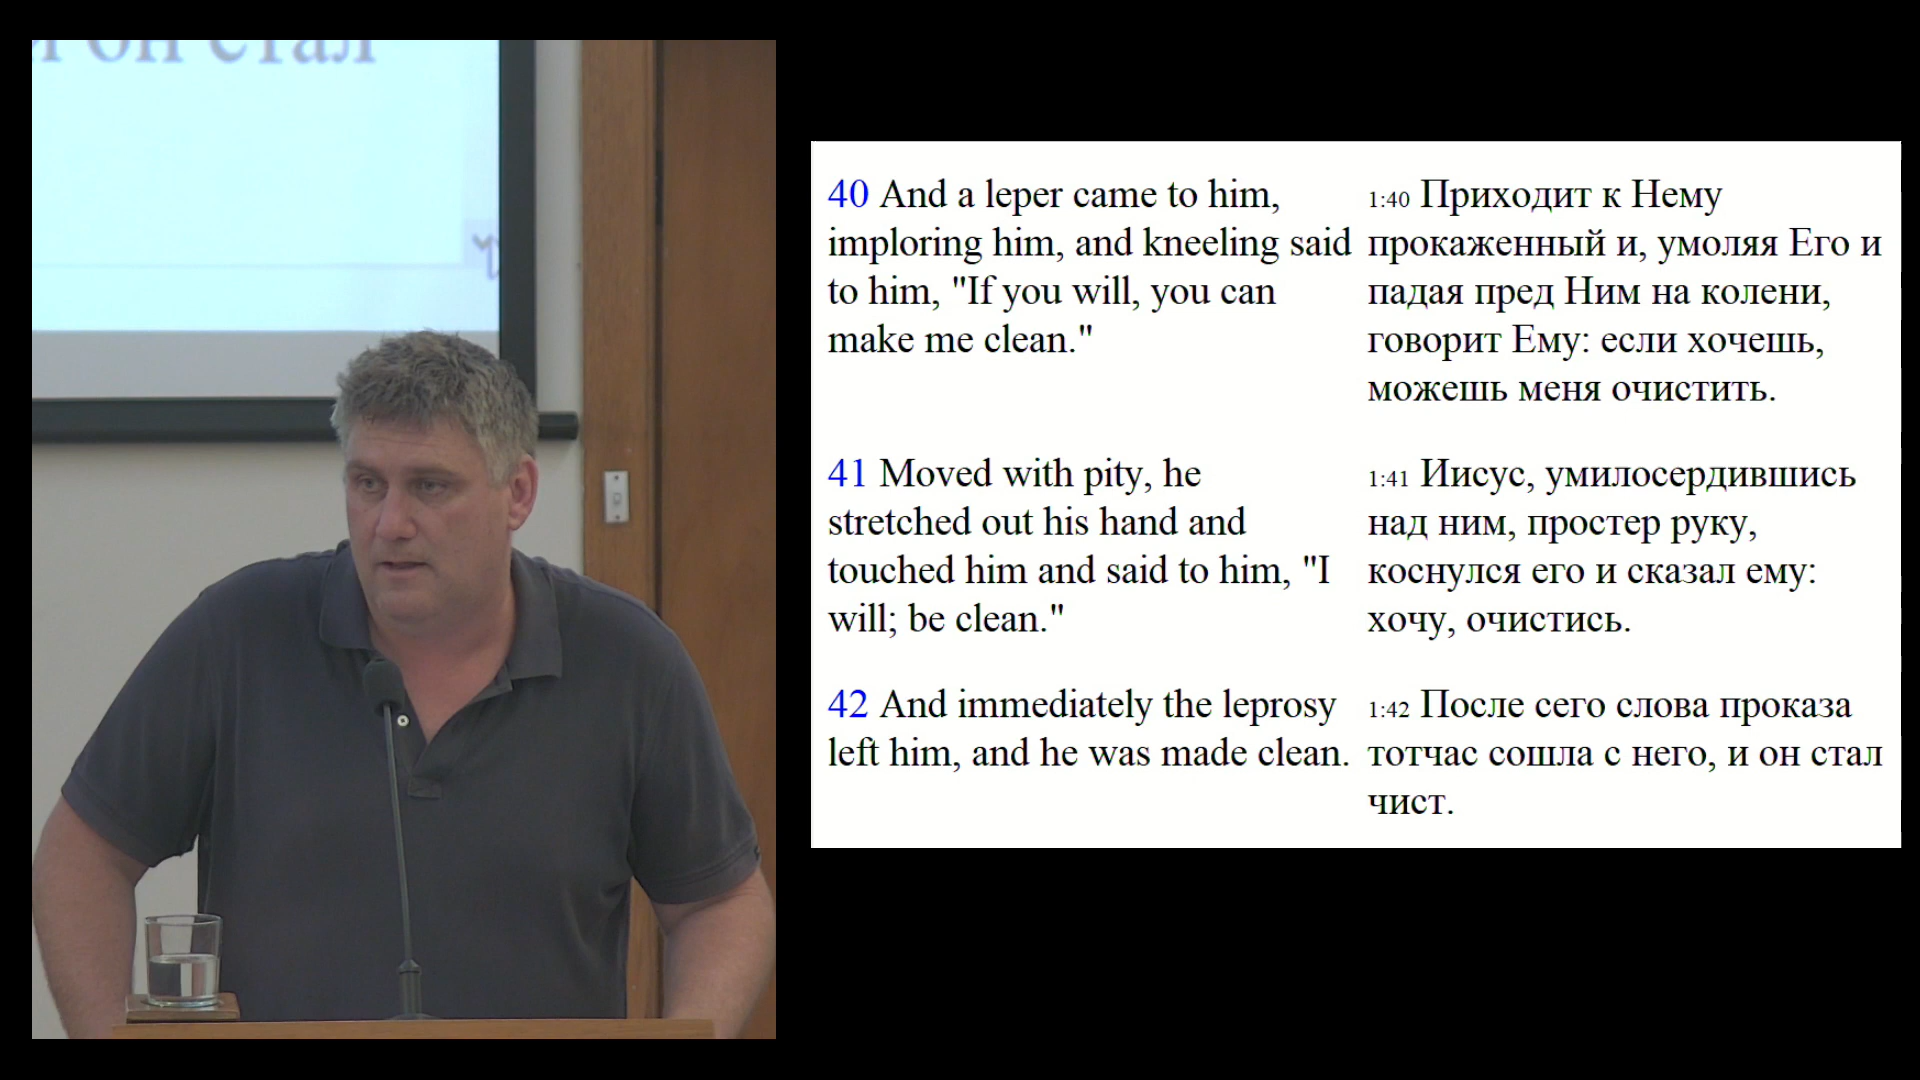 и он стал
40 And a leper came to him,
imploring him, and kneeling said
to him, "If you will, you can
make me clean."
1:40 Приходит к Нему
прокаженный и, умоляя Его и
падая пред Ним на колени,
говорит Ему: если хочешь,
можешь меня очистить.
41 Moved with pity, he
stretched out his hand and
touched him and said to him, "I
will; be clean."
1:41 Иисус, умилосердившись
над ним, простер руку,
коснулся его и сказал ему:
хочу, очистись.
42 And immediately the leprosy
left him, and he was made clean.
1:42 После сего слова проказа
тотчас сошла с него, и он стал
чист.